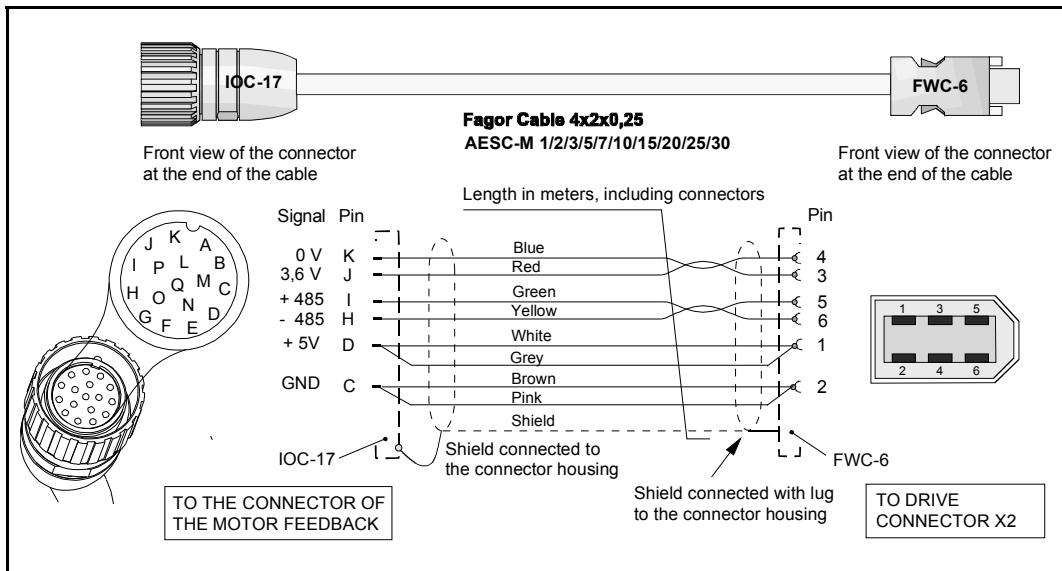 IOC-17
FWC-6
Fagor Cable 4x2x0,25
AESC-M 1/2/3/5/7/10/15/20/25/30
Front view of the connector
at the end of the cable
Front view of the connector
at the end of the cable
Length in meters, including connectors
Signal Pin
Pin
0 V K Blue 4
3,6 V J Red 3
+ 485 I Green 5
- 485 H Yellow 6
+ 5V D White 1
Grey
GND C Brown 2
Pink
Shield
J K A
I P L B
H Q M C
O N D
G F E
1 3 5
2 4 6
IOC-17
Shield connected to
the connector housing
FWC-6
Shield connected with lug
to the connector housing
TO THE CONNECTOR OF
THE MOTOR FEEDBACK
TO DRIVE
CONNECTOR X2